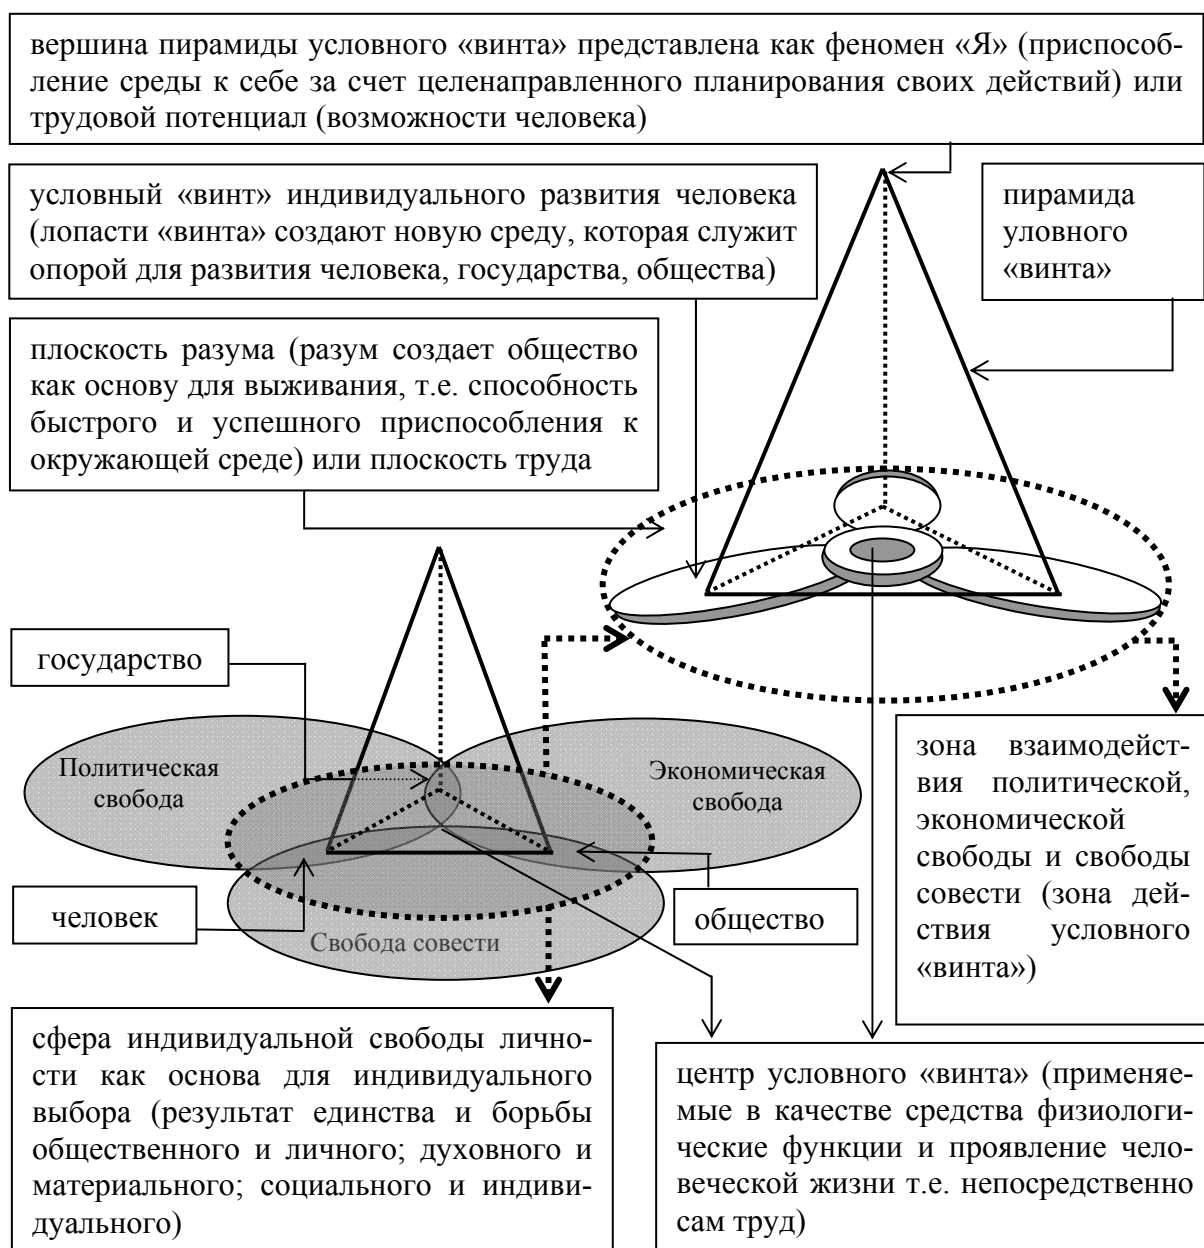 вершина пирамиды условного «винта» представлена как феномен «Я» (приспособ-
ление среды к себе за счет целенаправленного планирования своих действий) или
трудовой потенциал (возможности человека)
условный «винт» индивидуального развития человека
(лопасти «винта» создают новую среду, которая служит
опорой для развития человека, государства, общества)
пирамида
уловного
«винта»
плоскость разума (разум создает общество
как основу для выживания, т.е. способность
быстрого и успешного приспособления к
окружающей среде) или плоскость труда
государство
Политическая
свобода
Экономическая
свобода
человек
Свобода совести
общество
зона взаимодейст-
вия политической,
экономической
свободы и свободы
совести (зона дей-
ствия условного
«винта»)
сфера индивидуальной свободы лично-
сти как основа для индивидуального
выбора (результат единства и борьбы
общественного и личного; духовного и
материального; социального и индиви-
дуального)
центр условного «винта» (применяе-
мые в качестве средства физиологи-
ческие функции и проявление чело-
веческой жизни т.е. непосредственно
сам труд)